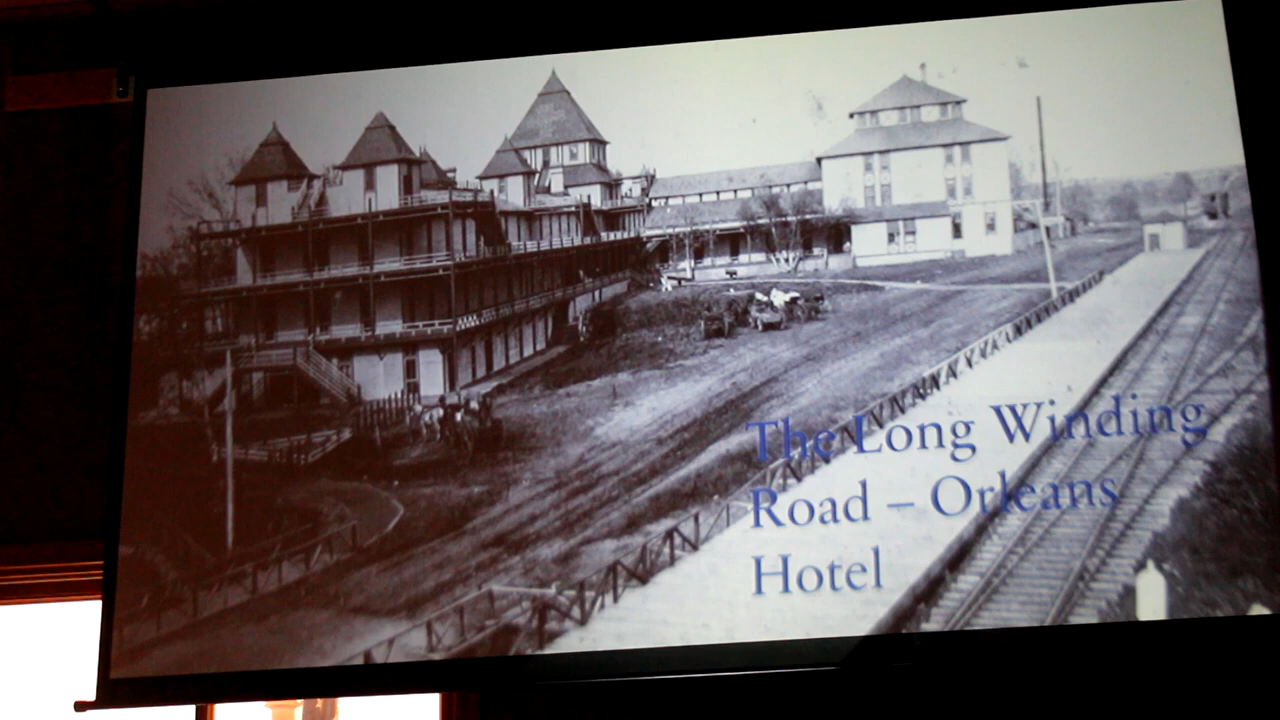 The Long Winding
Road – Orleans
Hotel